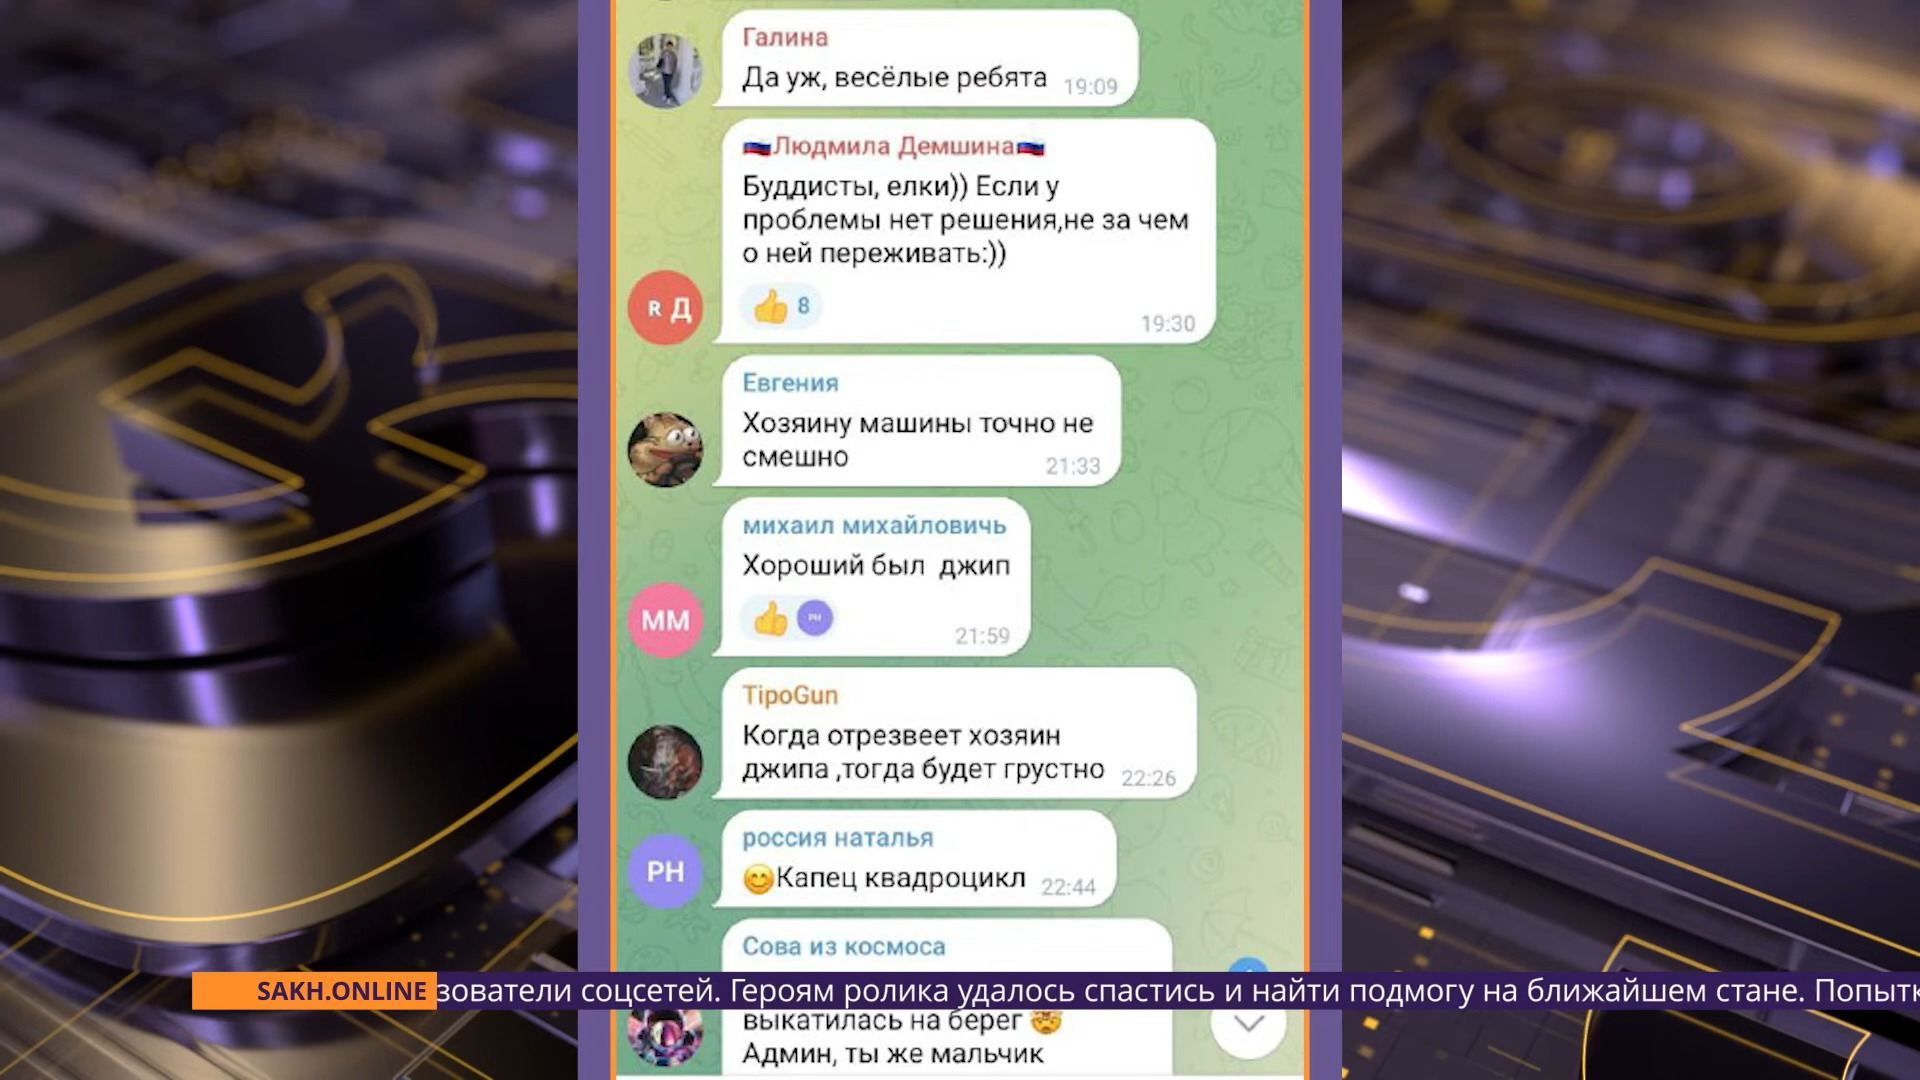 Галина
Да уж, весёлые ребята 19:09
🇷🇺Людмила Демшина🇷🇺
Буддисты, елки)) Если у
проблемы нет решения,не за чем
о ней переживать:))
R Д
👍 8
19:30
Евгения
Хозяину машины точно не
смешно 21:33
михаил михайловичь
Хороший был джип
ММ
👍
21:59
TipoGun
Когда отрезвеет хозяин
джипа ,тогда будет грустно 22:26
россия наталья
РН
😊Капец квадроцикл 22:44
Сова из космоса
SAKH.ONLINE зователи соцсетей. Героям ролика удалось спастись и найти подмогу на ближайшем стане. Попытк
выкатилась на берег 🤯
Админ, ты же мальчик